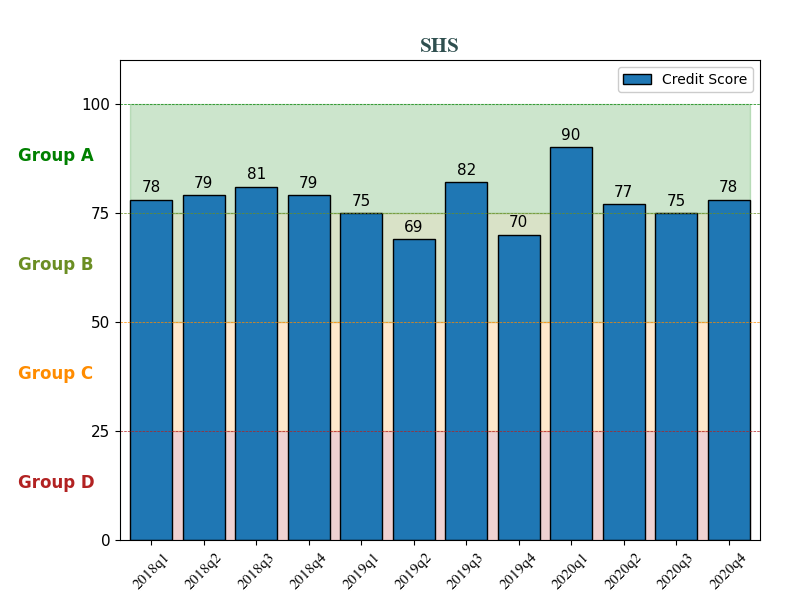 SHS
Credit Score
100
75
50
25
0
Group A
Group B
Group C
Group D
78
79
81
79
75
69
82
70
90
77
75
78
2018q1
2018q2
2018q3
2018q4
2019q1
2019q2
2019q3
2019q4
2020q1
2020q2
2020q3
2020q4